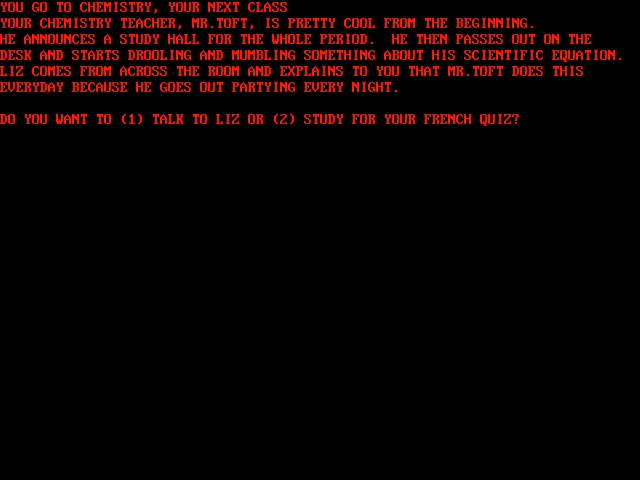 YOU GO TO CHEMISTRY, YOUR NEXT CLASS
YOUR CHEMISTRY TEACHER, MR.TOFT, IS PRETTY COOL FROM THE BEGINNING.
HE ANNOUNCES A STUDY HALL FOR THE WHOLE PERIOD.  HE THEN PASSES OUT ON THE
DESK AND STARTS DROOLING AND MUMBLING SOMETHING ABOUT HIS SCIENTIFIC EQUATION.
LIZ COMES FROM ACROSS THE ROOM AND EXPLAINS TO YOU THAT MR.TOFT DOES THIS
EVERYDAY BECAUSE HE GOES OUT PARTYING EVERY NIGHT.
DO YOU WANT TO (1) TALK TO LIZ OR (2) STUDY FOR YOUR FRENCH QUIZ?